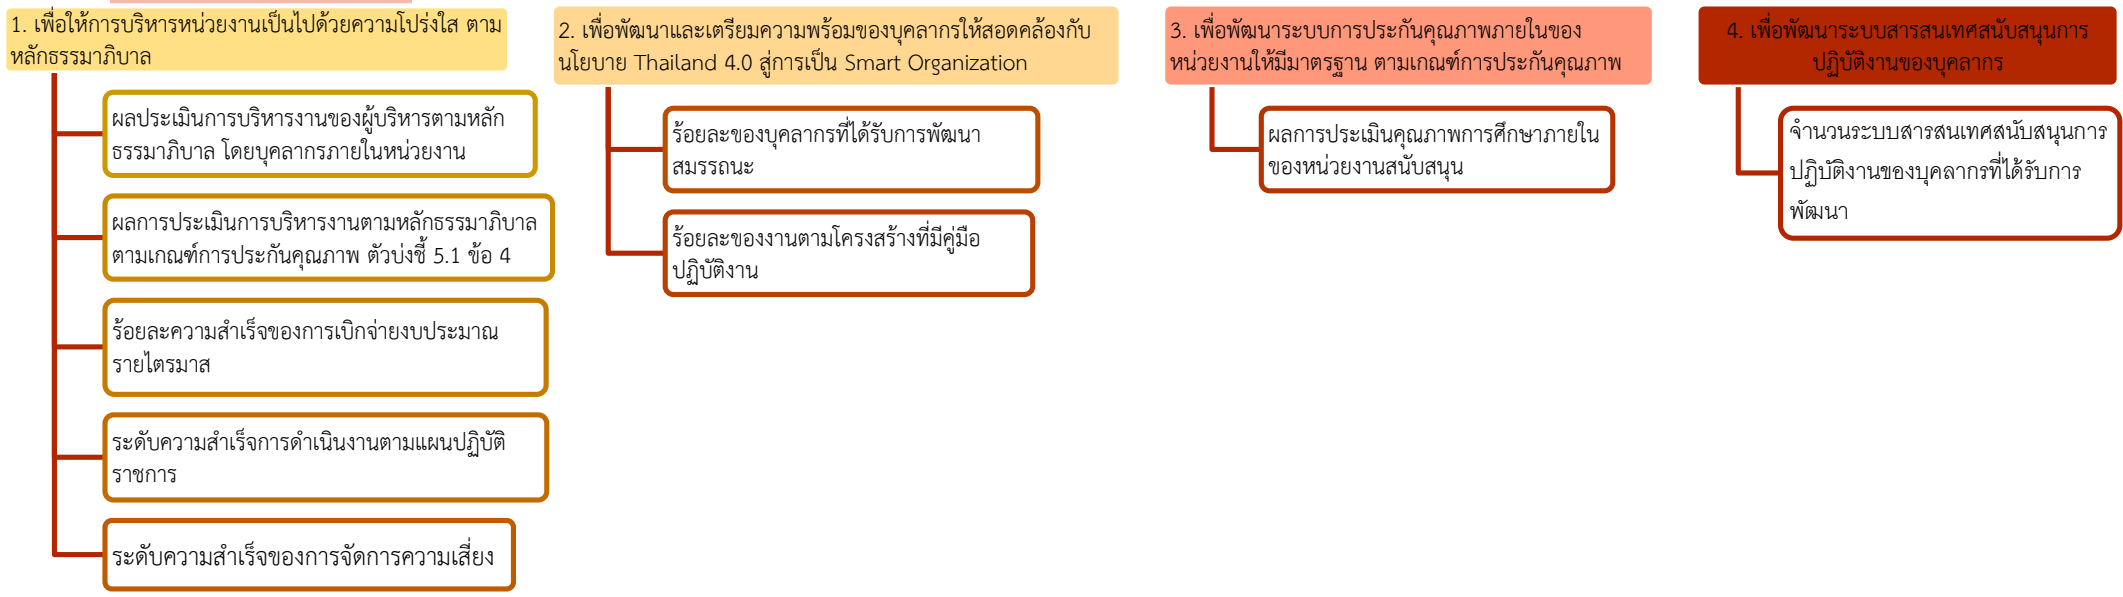 1. เพื่อให้การบริหารหน่วยงานเป็นไปด้วยความโปร่งใส ตาม
หลักธรรมาภิบาล
ผลประเมินการบริหารงานของผู้บริหารตามหลัก
ธรรมาภิบาล โดยบุคลากรภายในหน่วยงาน
ผลการประเมินการบริหารงานตามหลักธรรมาภิบาล
ตามเกณฑ์การประกันคุณภาพ ตัวบ่งชี้ 5.1 ข้อ 4
ร้อยละความสำเร็จของการเบิกจ่ายงบประมาณ
รายไตรมาส
ระดับความสำเร็จการดำเนินงานตามแผนปฏิบัติ
ราชการ
ระดับความสำเร็จของการจัดการความเสี่ยง
2. เพื่อพัฒนาและเตรียมความพร้อมของบุคลากรให้สอดคล้องกับ
นโยบาย Thailand 4.0 สู่การเป็น Smart Organization
ร้อยละของบุคลากรที่ได้รับการพัฒนา
สมรรถนะ
ร้อยละของงานตามโครงสร้างที่มีคู่มือ
ปฏิบัติงาน
3. เพื่อพัฒนาระบบการประกันคุณภาพภายในของ
หน่วยงานให้มีมาตรฐาน ตามเกณฑ์การประกันคุณภาพ
ผลการประเมินคุณภาพการศึกษาภายใน
ของหน่วยงานสนับสนุน
4. เพื่อพัฒนาระบบสารสนเทศสนับสนุนการ
ปฏิบัติงานของบุคลากร
จำนวนระบบสารสนเทศสนับสนุนการ
ปฏิบัติงานของบุคลากรที่ได้รับการ
พัฒนา